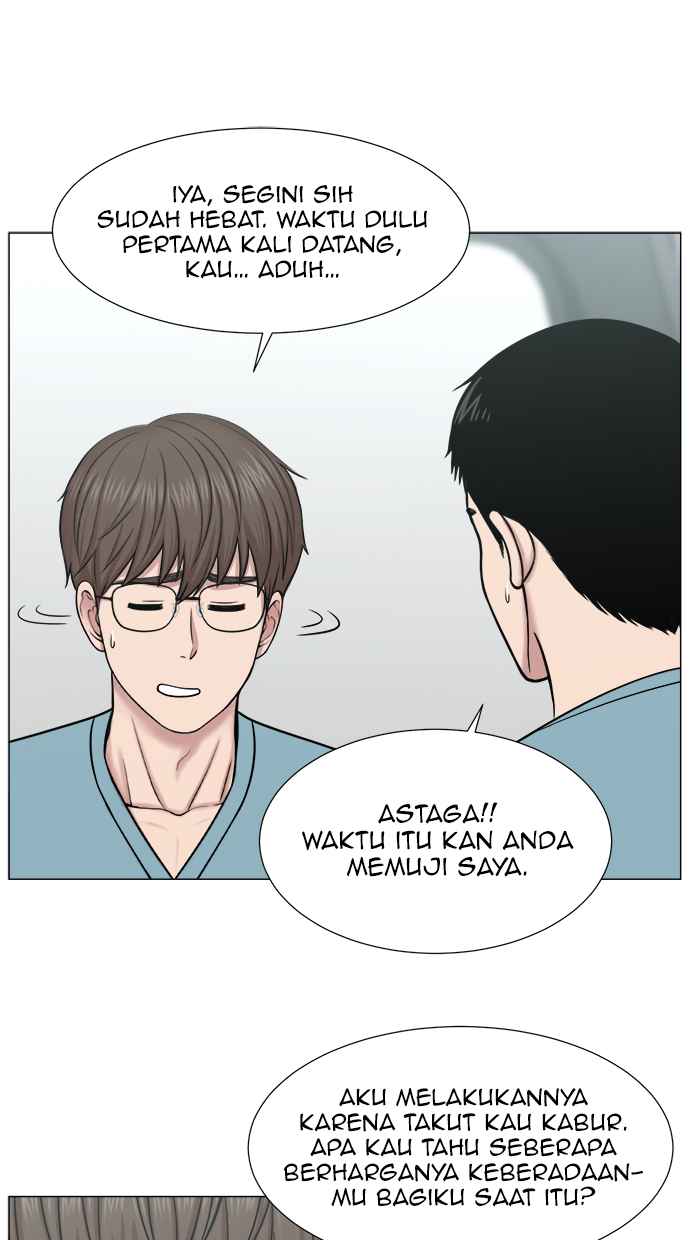 IYA, SEGINI SIH
SUDAH HEBAT. WAKTU DULU
PERTAMA KALI DATANG,
KAU... ADUH...
ASTAGA!!
WAKTU ITU KAN ANDA
MEMUJI SAYA.
AKU MELAKUKANNYA
KARENA TAKUT KAU KABUR.
APA KAU TAHU SEBERAPA
BERHARGANYA KEBERADAAN-
MU BAGIKU SAAT ITU?